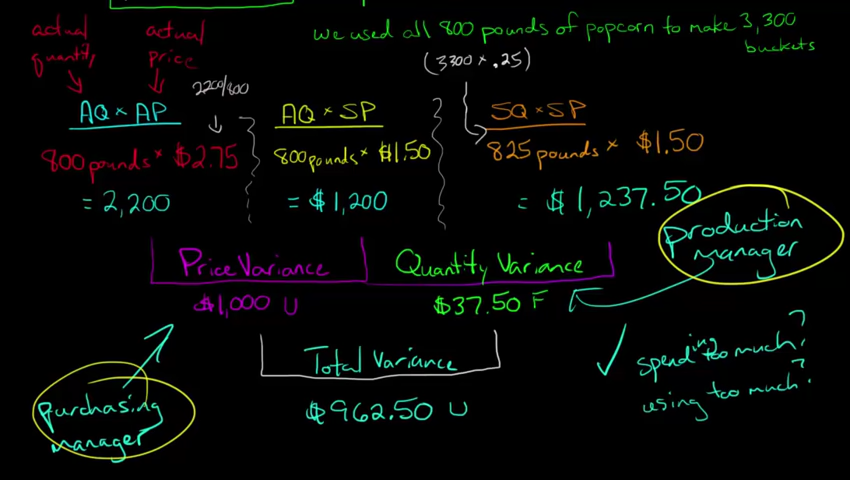 we used all 800 pounds of popcorn to make 3,300
buckets
actual
quantity
actual
price
2200/800
(3300 × .25)
AQ × AP
AQ × SP
SQ × SP
800 pounds × $2.75
800 pounds × $1.50
825 pounds × $1.50
= 2,200
= $1,200
= $1,237.50
production
manager
Price Variance
Quantity Variance
$1,000 U
$37.50 F
Total Variance
$962.50 U
spending too much?
using too much?
purchasing
manager